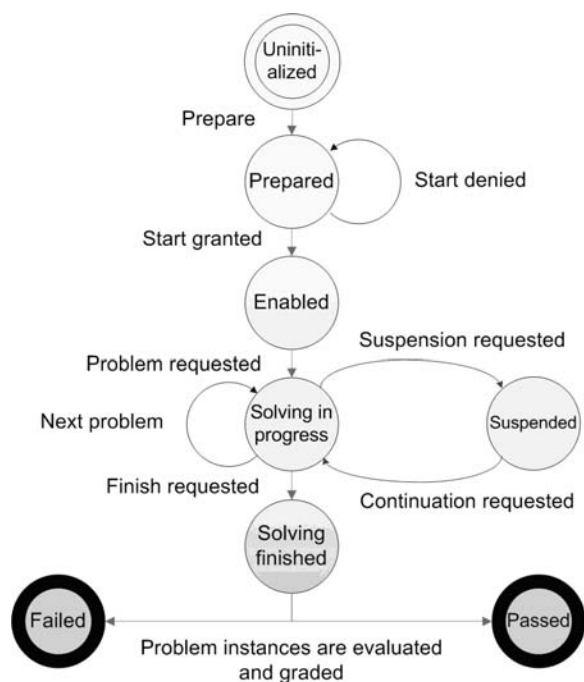 Uniniti-
alized
Prepare
Prepared
Start denied
Start granted
Enabled
Suspension requested
Problem requested
Next problem
Solving in
progress
Suspended
Finish requested
Continuation requested
Solving
finished
Failed
Passed
Problem instances are evaluated
and graded